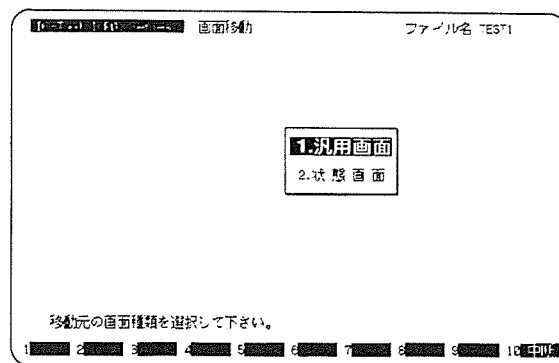 画面移動
ファイル名 TEST1
1.汎用画面
2.状態画面
移動元の画面種類を選択して下さい。
1 2 3 4 5 6 7 8 9 10 中断